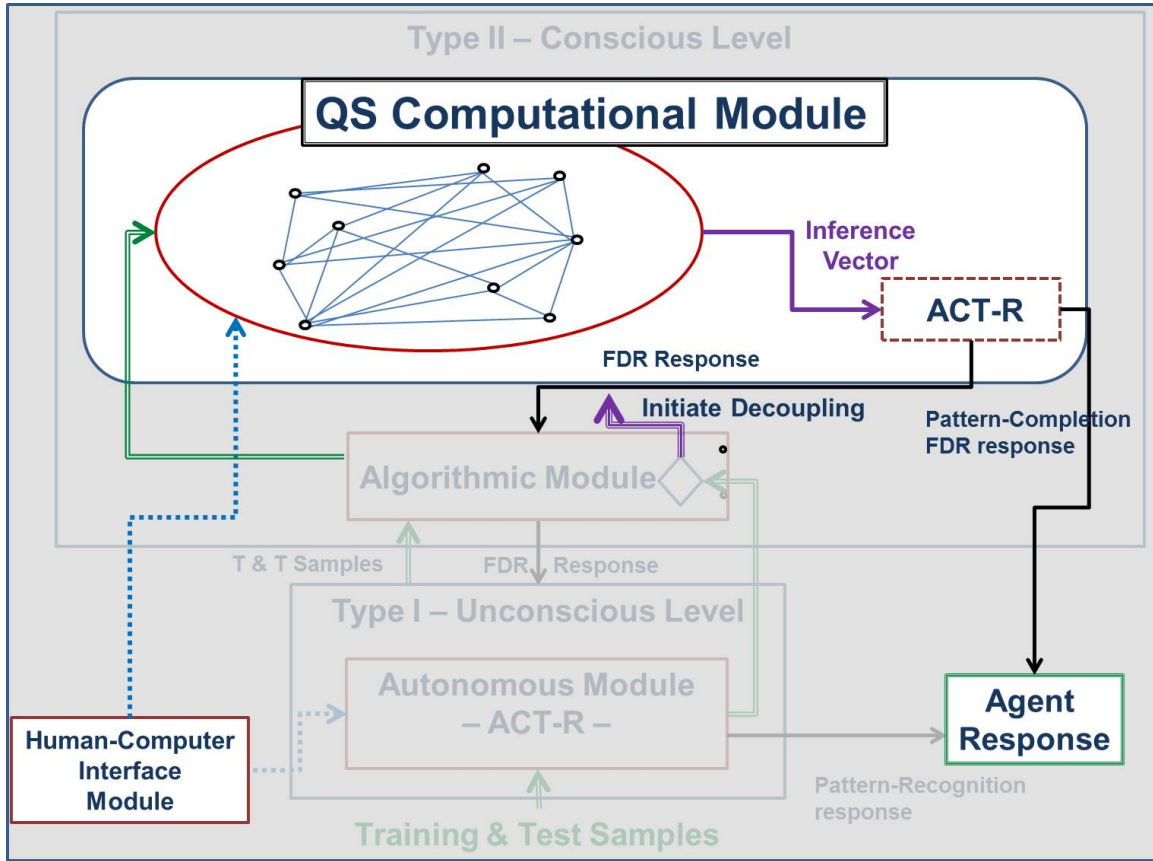 Type II – Conscious Level
QS Computational Module
Inference
Vector
ACT-R
FDR Response
Initiate Decoupling
Pattern-Completion
FDR response
Algorithmic Module
T & T Samples
FDR Response
Type I – Unconscious Level
Autonomous Module
– ACT-R –
Human-Computer
Interface
Module
Agent
Response
Pattern-Recognition
response
Training & Test Samples